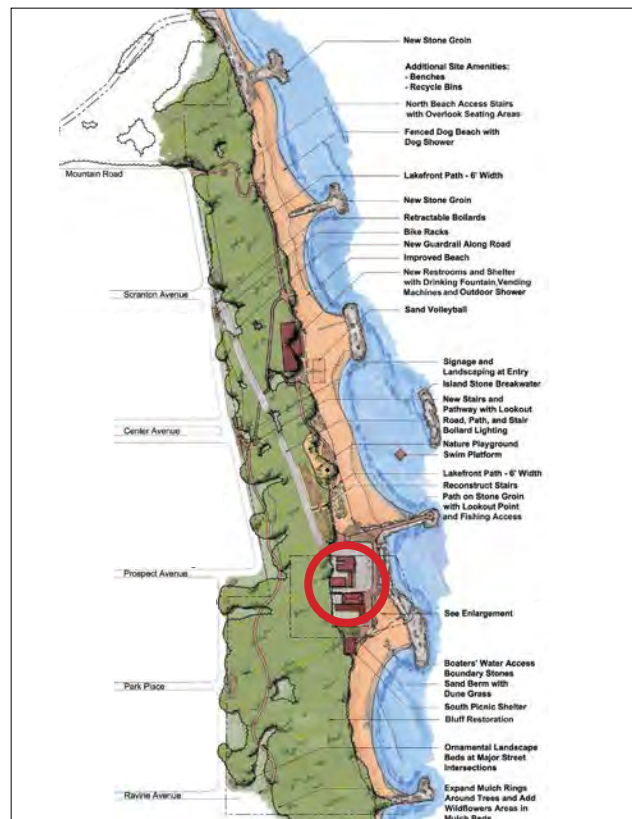 New Stone Groin
Additional Site Amenities:
- Benches
- Recycle Bins
North Beach Access Stairs
with Overlook Seating Areas
Fenced Dog Beach with
Dog Shower
Mountain Road
Lakefront Path - 6' Width
New Stone Groin
Retractable Bollards
Bike Racks
New Guardrail Along Road
Improved Beach
New Restrooms and Shelter
with Drinking Fountain, Vending
Machines and Outdoor Shower
Scranton Avenue
Sand Volleyball
Signage and
Landscaping at Entry
Island Stone Breakwater
New Stairs and
Pathway with Lookout
Road, Path, and Stair
Bollard Lighting
Center Avenue
Nature Playground
Swim Platform
Lakefront Path - 6' Width
Reconstruct Stairs
Path on Stone Groin
with Lookout Point
and Fishing Access
Prospect Avenue
See Enlargement
Boaters' Water Access
Boundary Stones
Sand Berm with
Dune Grass
Park Place
South Picnic Shelter
Bluff Restoration
Ornamental Landscape
Beds at Major Street
Intersections
Ravine Avenue
Expand Mulch Rings
Around Trees and Add
Wildflowers Areas in
Mulch Beds